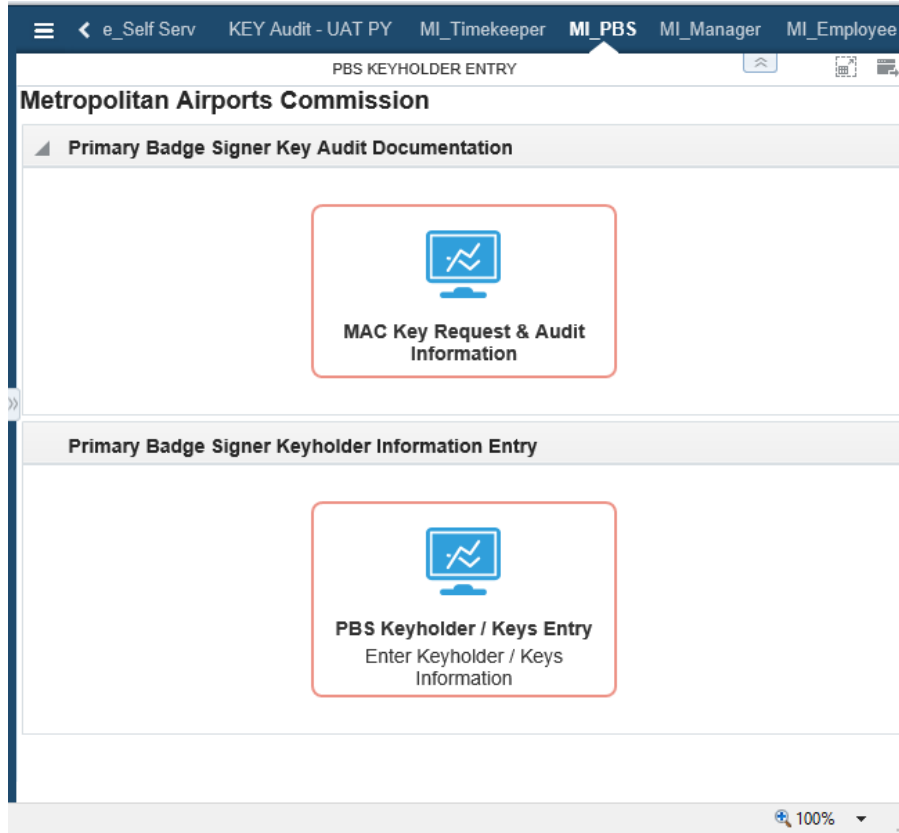 e_Self Serv KEY Audit - UAT PY MI_Timekeeper MI_PBS MI_Manager MI_Employee
PBS KEYHOLDER ENTRY
Metropolitan Airports Commission
Primary Badge Signer Key Audit Documentation
MAC Key Request & Audit
Information
Primary Badge Signer Keyholder Information Entry
PBS Keyholder / Keys Entry
Enter Keyholder / Keys
Information
100%